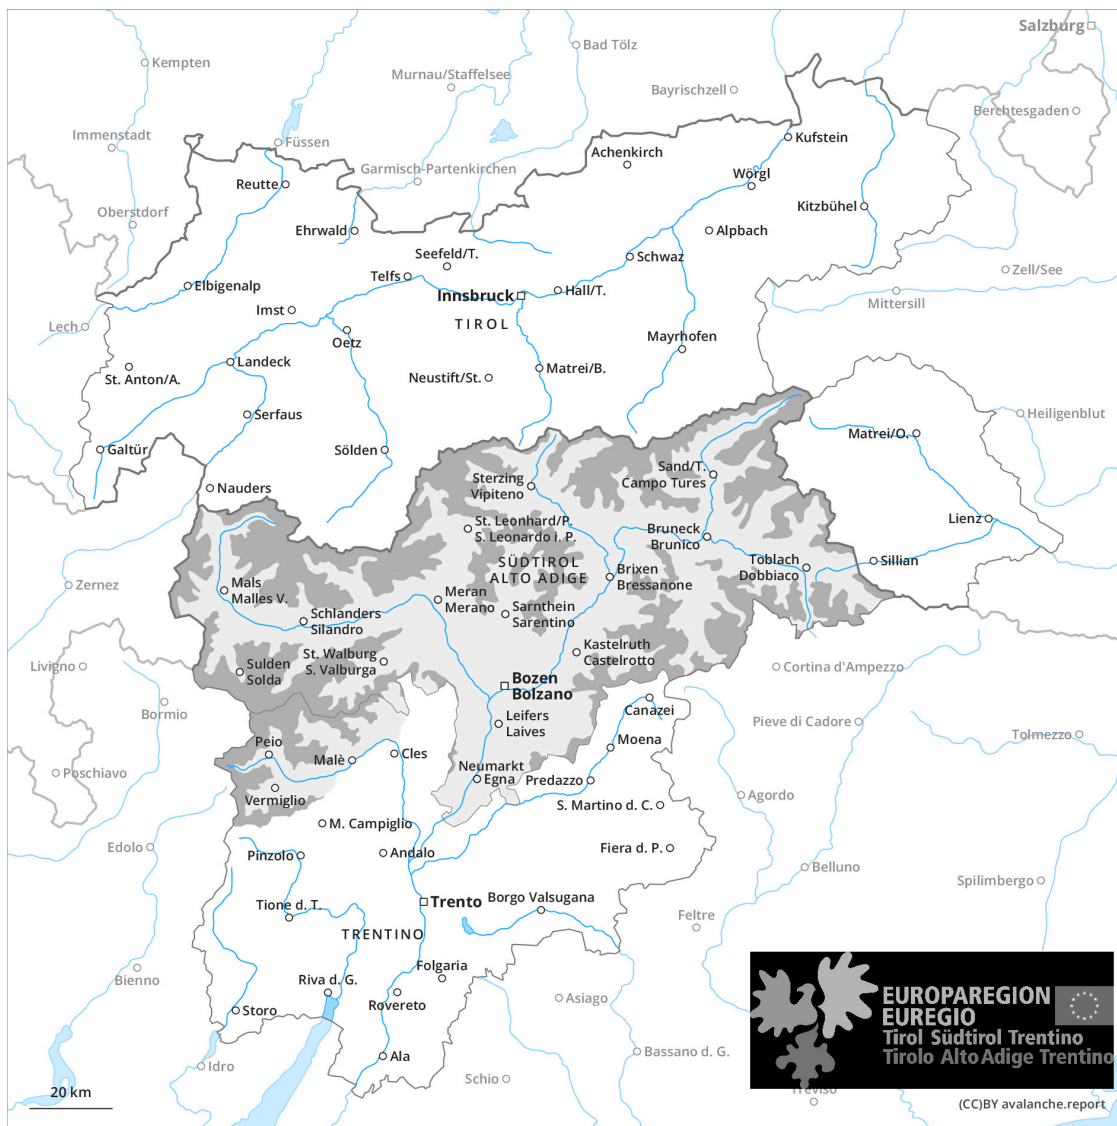 Salzburg
Bad Tölz
Kempten
Murnau/Staffelsee
Bayrischzell
Berchtesgaden
Immenstadt
Füssen
Kufstein
Achenkirch
Garmisch-Partenkirchen
Wörgl
Reutte
Kitzbühel
Oberstdorf
Ehrwald
Alpbach
Seefeld/T.
Schwaz
Telfs
Zell/See
Elbigenalp
Hall/T.
Innsbruck
Mittersill
Imst
TIROL
Lech
Oetz
Mayrhofen
Landeck
Matrei/B.
St. Anton/A.
Neustift/St.
Serfaus
Heiligenblut
Matrei/O.
Galtür
Sölden
Sand/T.
Campo Tures
Sterzing
Vipiteno
Nauders
St. Leonhard/P.
S. Leonardo i. P.
Lienz
Bruneck
Brunico
SÜDTIROL
ALTO ADIGE
Toblach
Dobbiaco
Sillian
Brixen
Bressanone
Zernez
Mals
Malles V.
Meran
Merano
Sarnthein
Sarentino
Schlanders
Silandro
Kastelruth
Castelrotto
St. Walburg
S. Valburga
Livigno
Sulden
Solda
Cortina d'Ampezzo
Bozen
Bolzano
Bormio
Canazei
Leifers
Laives
Pieve di Cadore
Tolmezzo
Moena
Peio
Cles
Malè
Neumarkt
Egna
Poschiavo
Predazzo
Vermiglio
Agordo
S. Martino d. C.
M. Campiglio
Edolo
Pinzolo
Andalo
Fiera d. P.
Belluno
Spilimbergo
Borgo Valsugana
Trento
Tione d. T.
Feltre
TRENTINO
Bienno
Folgaria
Riva d. G.
Rovereto
Asiago
Storo
EUROPAREGION
EUREGIO
Tirol Südtirol Trentino
Tirolo Alto Adige Trentino
Ala
Idro
Bassano d. G.
Schio
Treviso
20 km
(CC)BY avalanche.report